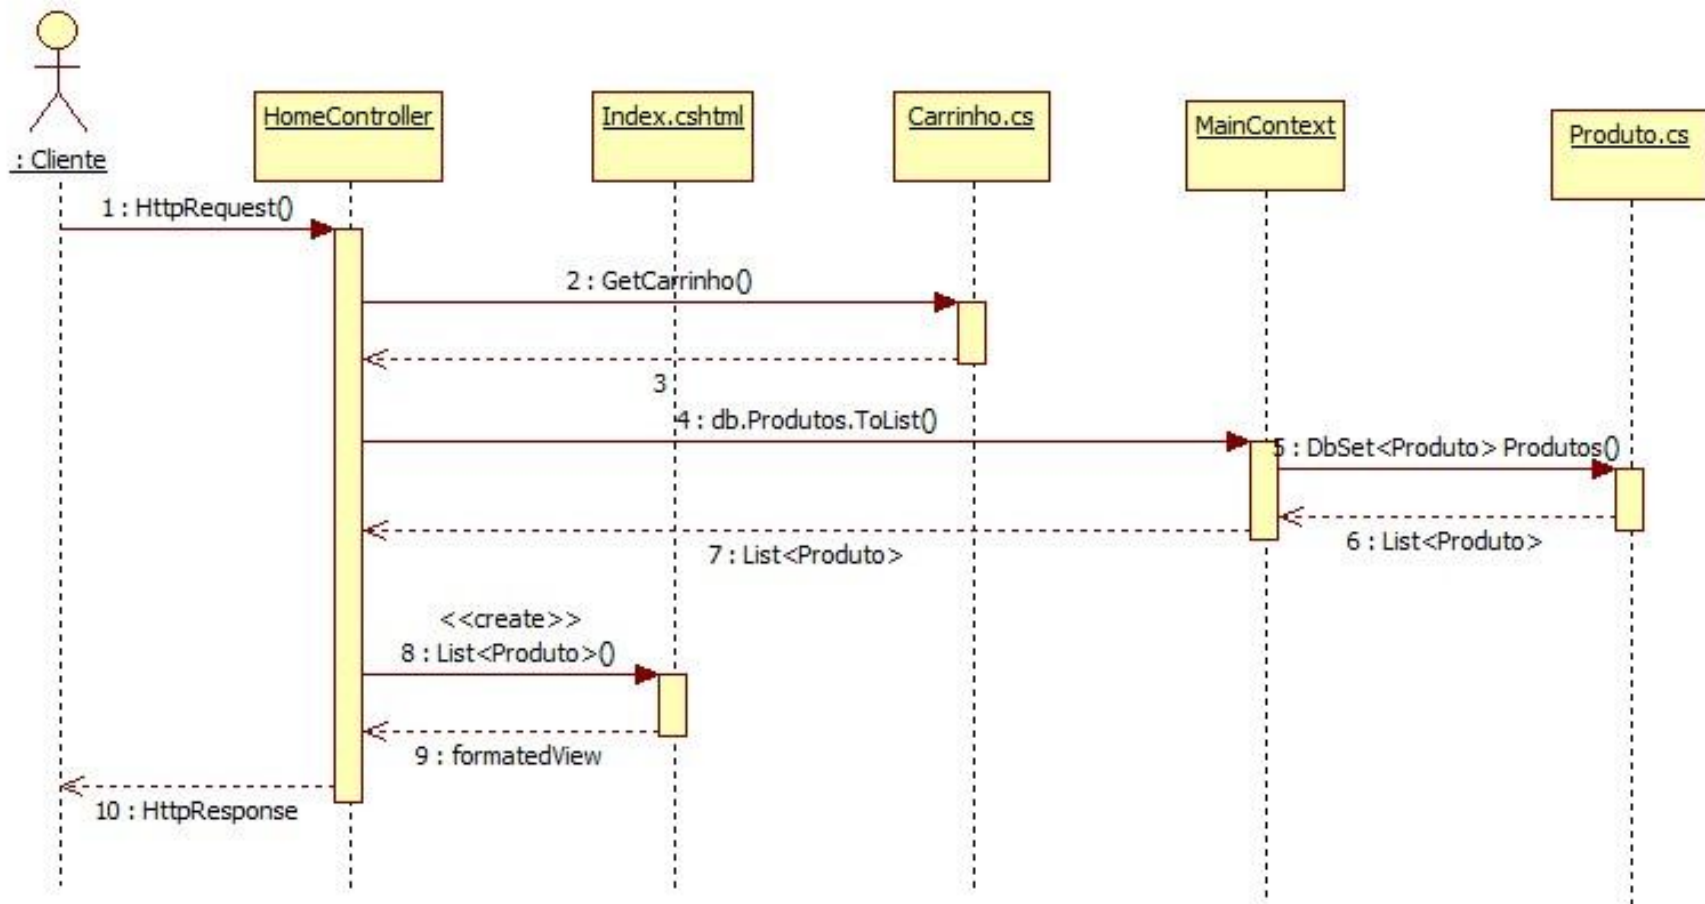 : Cliente
HomeController
Index.cshtml
Carrinho.cs
MainContext
Produto.cs
1 : HttpRequest()
2 : GetCarrinho()
3
4 : db.Produtos.ToList()
5 : DbSet<Produto> Produtos()
6 : List<Produto>
7 : List<Produto>
<<create>>
8 : List<Produto>()
9 : formatedView
10 : HttpResponse